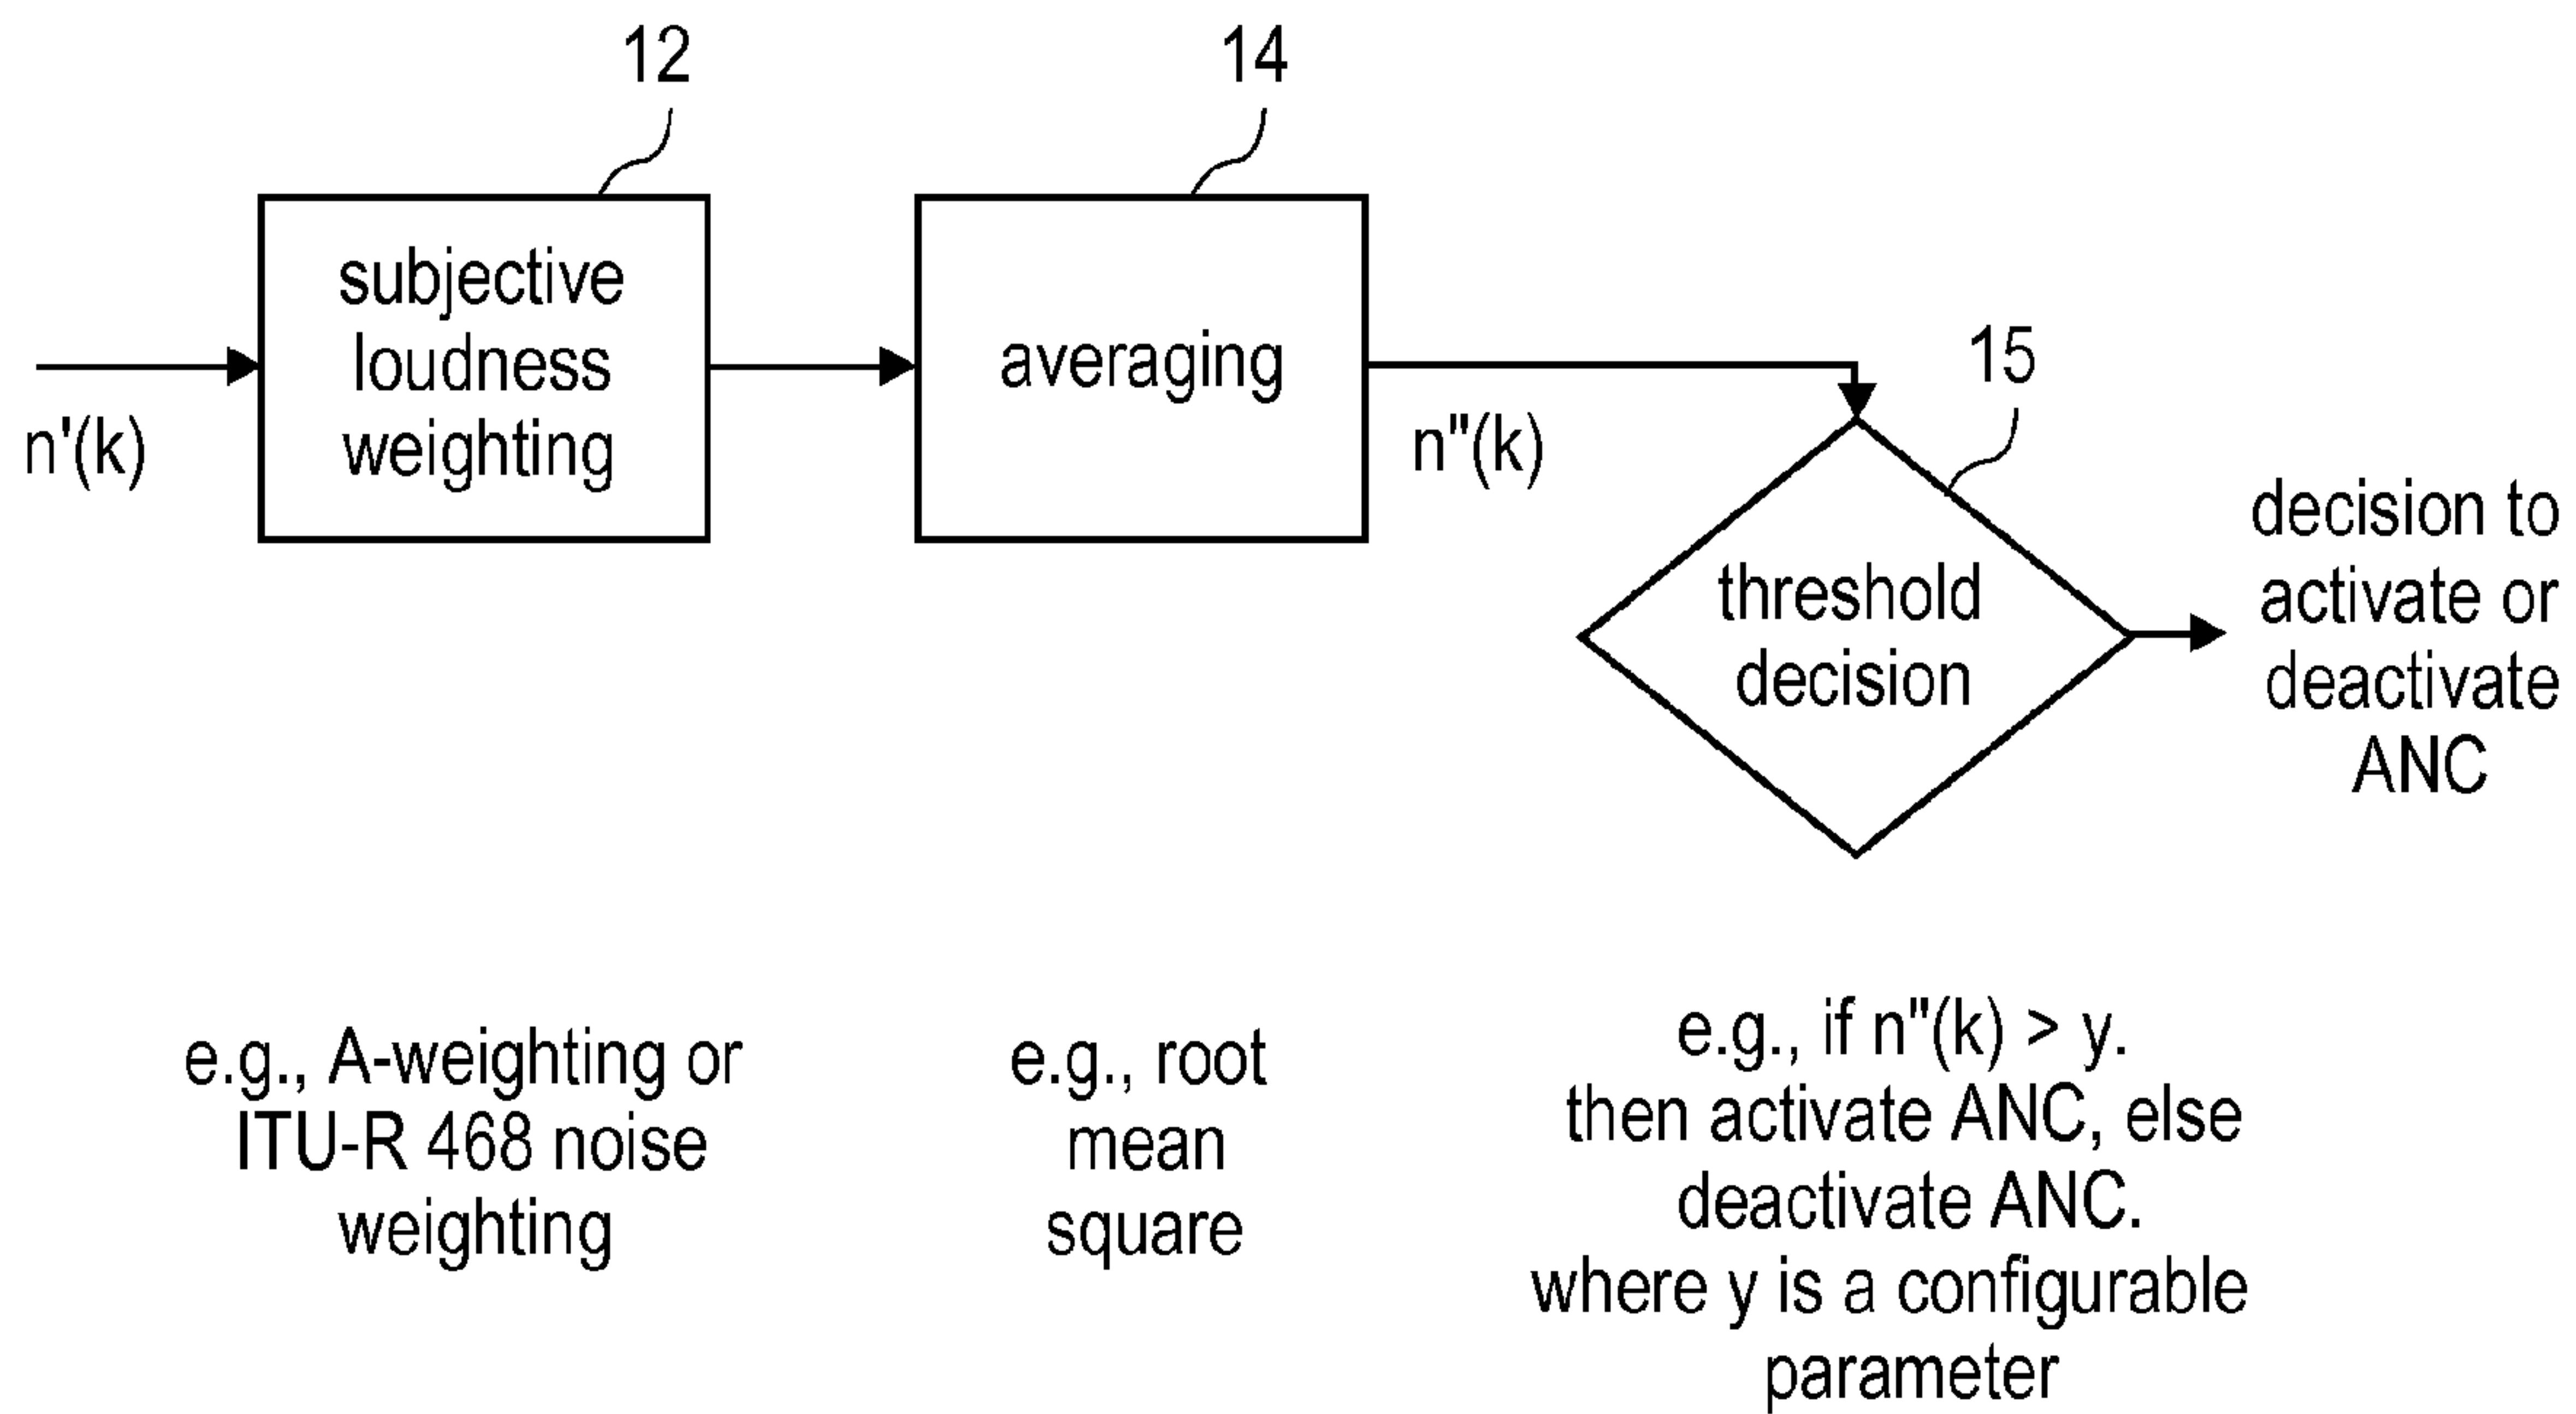 12
14
subjective
loudness
weighting
averaging
n'(k)
n"(k)
15
threshold
decision
decision to
activate or
deactivate
ANC
e.g., A-weighting or
ITU-R 468 noise
weighting
e.g., root
mean
square
e.g., if n"(k) > y.
then activate ANC, else
deactivate ANC.
where y is a configurable
parameter